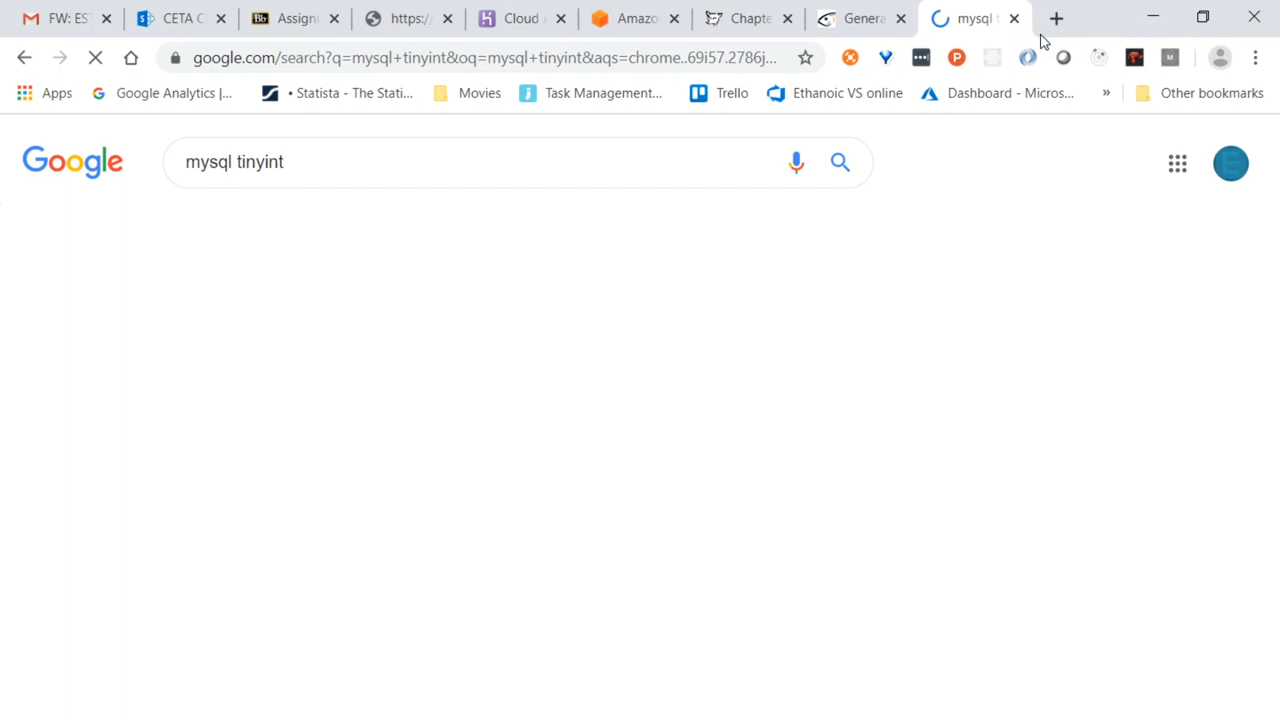 FW: EST
CETA C
Assign
https:/
Cloud
Amazo
Chapte
Genera
mysql t
google.com/search?q=mysql+tinyint&oq=mysql+tinyint&aqs=chrome..69i57.2786j...
Apps
Google Analytics |...
• Statista - The Stati...
Movies
Task Management...
Trello
Ethanoic VS online
Dashboard - Micros...
»
Other bookmarks
Google
mysql tinyint
E